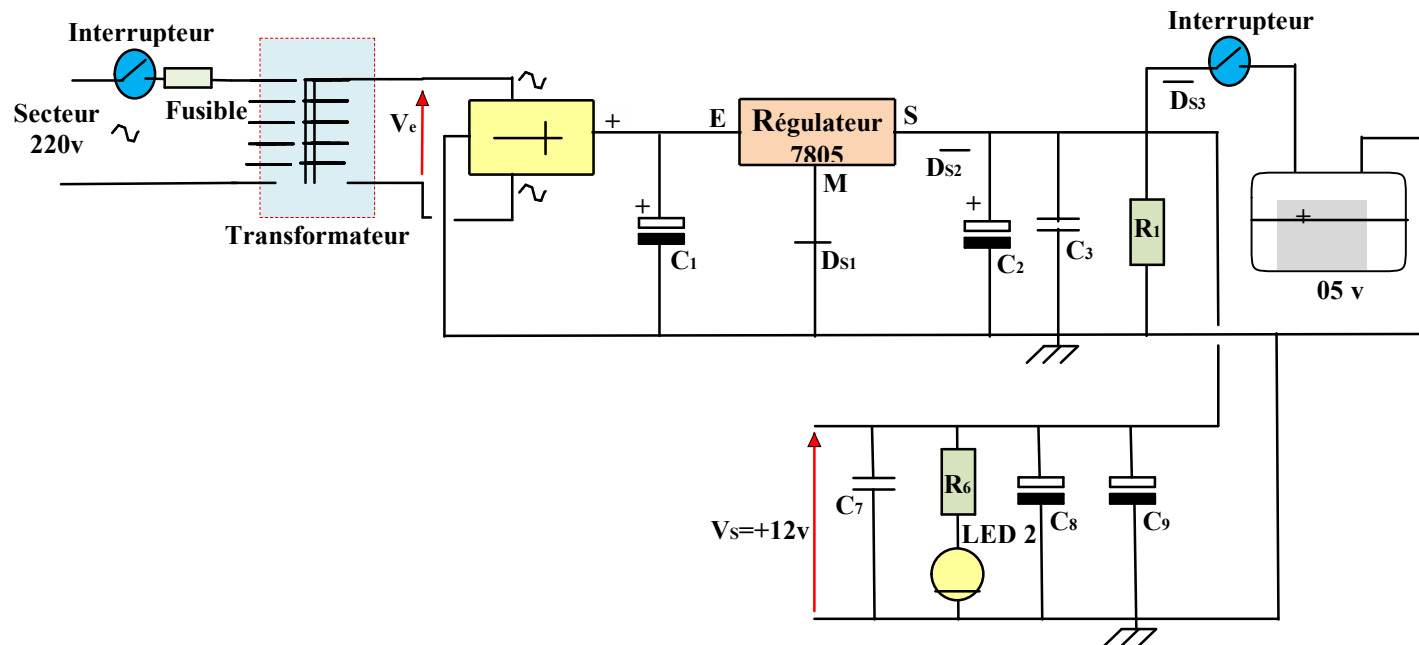 Interrupteur
Interrupteur
Fusible
Secteur
220v
Transformateur
Ve
+
E
Régulateur
7805
S
M
DS1
DS2
DS3
+
C1
+
C2
C3
R1
+
05 v
VS=+12v
C7
R6
LED 2
C8
C9